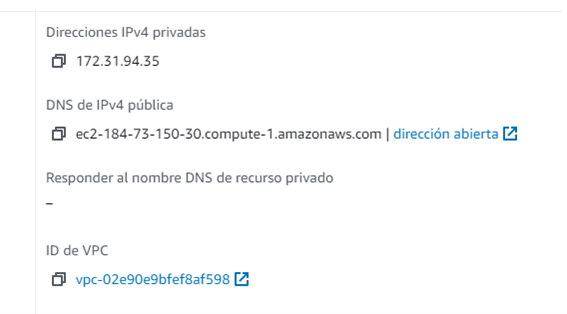 Direcciones IPv4 privadas
172.31.94.35
DNS de IPv4 pública
ec2-184-73-150-30.compute-1.amazonaws.com | dirección abierta
Responder al nombre DNS de recurso privado
–
ID de VPC
vpc-02e90e9bfef8af598